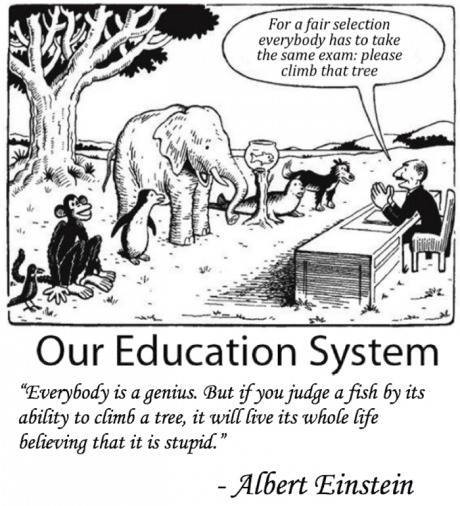 For a fair selection
everybody has to take
the same exam: please
climb that tree
Our Education System
“Everybody is a genius. But if you judge a fish by its
ability to climb a tree, it will live its whole life
believing that it is stupid.”
- Albert Einstein